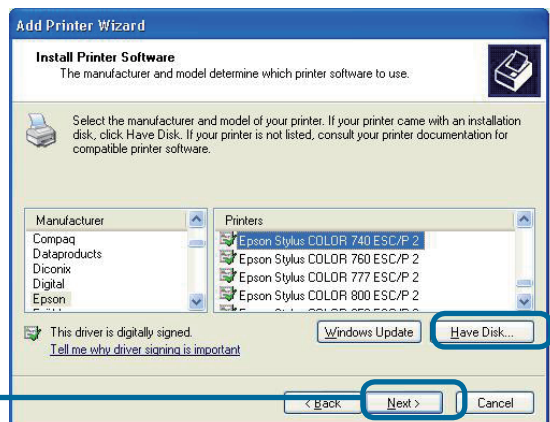 Add Printer Wizard
Install Printer Software
The manufacturer and model determine which printer software to use.
Select the manufacturer and model of your printer. If your printer came with an installation
disk, click Have Disk. If your printer is not listed, consult your printer documentation for
compatible printer software.
Manufacturer
Compaq
Dataproducts
Diconix
Digital
Epson
Printers
Epson Stylus COLOR 740 ESC/P 2
Epson Stylus COLOR 760 ESC/P 2
Epson Stylus COLOR 777 ESC/P 2
Epson Stylus COLOR 800 ESC/P 2
This driver is digitally signed.
Tell me why driver signing is important
Windows Update
Have Disk...
< Back
Next >
Cancel